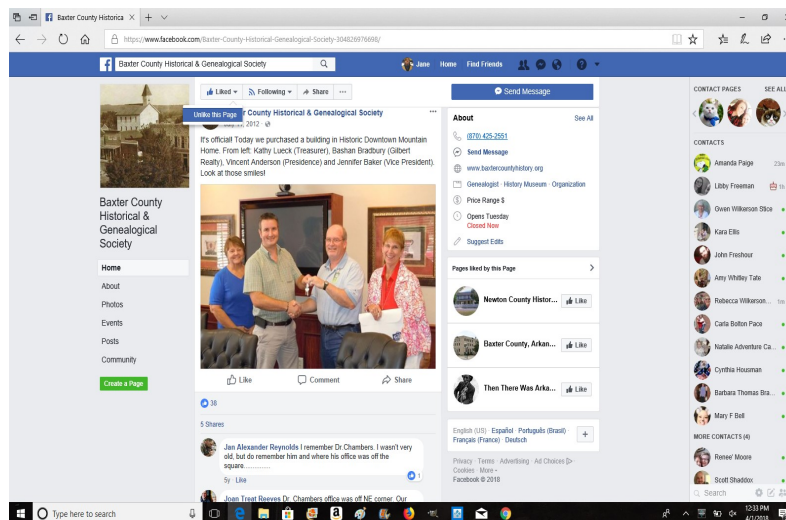 Baxter County Historica
https://www.facebook.com/Baxter-County-Historical-Genealogical-Society-304826976698/
Baxter County Historical & Genealogical Society
Jane Home Find Friends
Liked Following Share ...
Unlike this Page
County Historical & Genealogical Society
2012
It's official! Today we purchased a building in Historic Downtown Mountain
Home. From left: Kathy Lueck (Treasurer), Bashan Bradbury (Gilbert
Realty), Vincent Anderson (Presidence) and Jennifer Baker (Vice President).
Look at those smiles!
Like Comment Share
38
5 Shares
Jan Alexander Reynolds I remember Dr.Chambers. I wasn't very
old, but do remember him and where his office was off the
square.............
5y · Like 1
Joan Treat Reeves Dr. Chambers office was off NE corner. Our
Baxter County
Historical &
Genealogical
Society
Home
About
Photos
Events
Posts
Community
Create a Page
Send Message
About See All
(870) 425-2551
Send Message
www.baxtercountyhistory.org
Genealogist · History Museum · Organization
Price Range $
Opens Tuesday
Closed Now
Suggest Edits
Pages liked by this Page
Newton County Histor... Like
Baxter County, Arkan... Like
Then There Was Arka... Like
English (US) · Español · Português (Brasil) ·
Français (France) · Deutsch
Privacy · Terms · Advertising · Ad Choices
Cookies · More
Facebook © 2018
CONTACT PAGES SEE ALL
CONTACTS
Amanda Paige 23m
Libby Freeman 1h
Gwen Wilkerson Stice
Kara Ellis
John Freshour
Amy Whitley Tate
Rebecca Wilkerson... 1m
Carla Bolton Pace
Natalie Adventure Ca...
Cynthia Housman
Barbara Thomas Bra...
Mary F Bell
MORE CONTACTS (4)
Renee' Moore
Scott Shaddox
Search
Type here to search
12:33 PM
4/1/2018